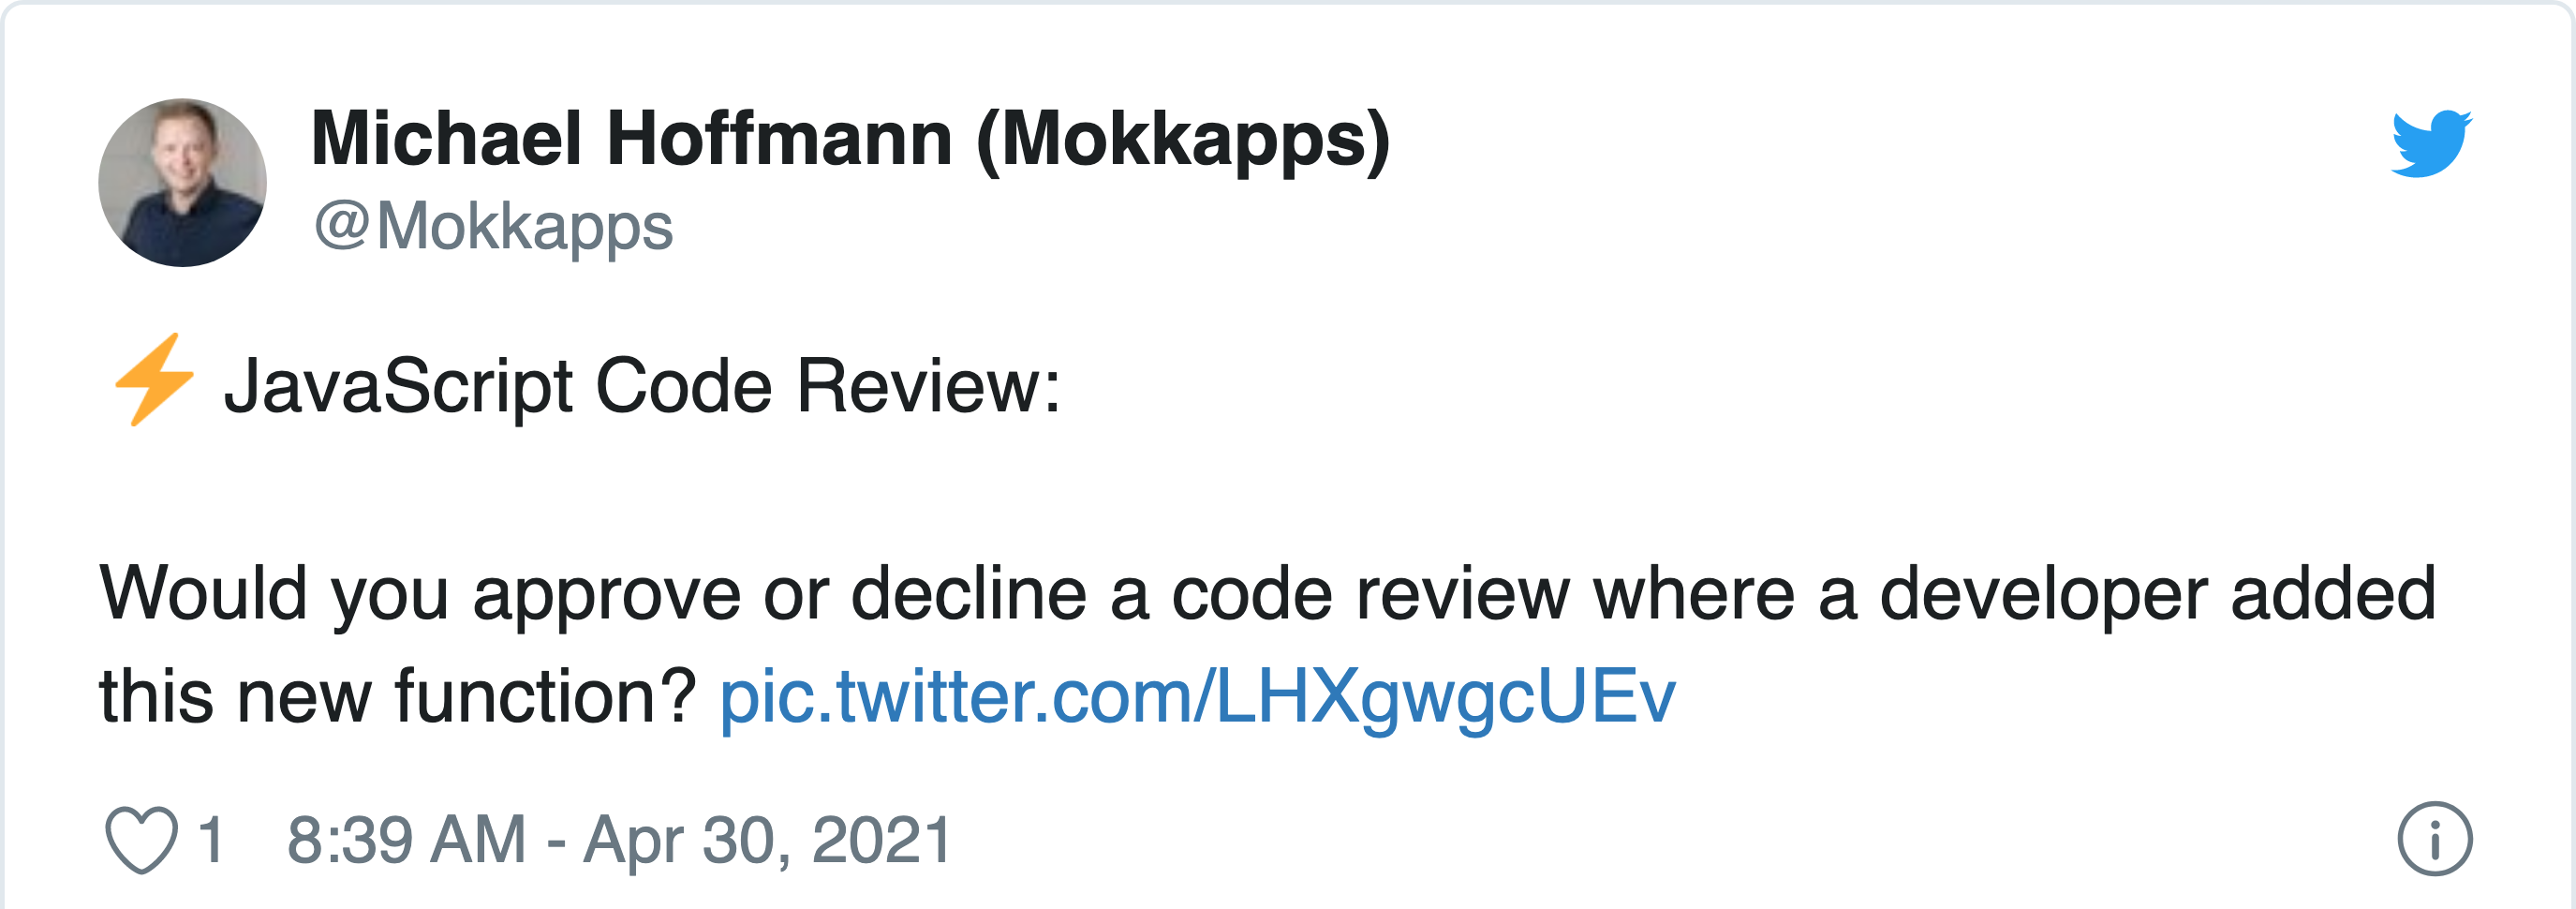 Michael Hoffmann (Mokkapps)
@Mokkapps
⚡ JavaScript Code Review:
Would you approve or decline a code review where a developer added
this new function? pic.twitter.com/LHXgwgcUEv
1 8:39 AM - Apr 30, 2021